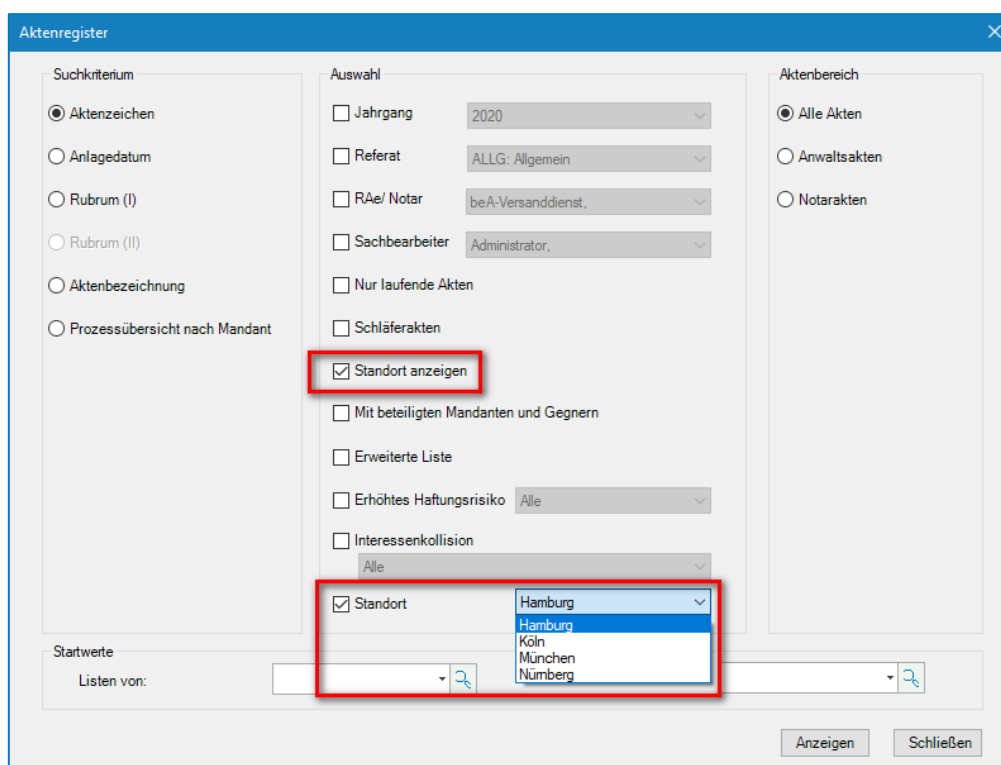 Aktenregister
Suchkriterium
Aktenzeichen
Anlagedatum
Rubrum (I)
Rubrum (II)
Aktenbezeichnung
Prozessübersicht nach Mandant
Auswahl
Jahrgang 2020
Referat ALLG: Allgemein
RAe/ Notar beA-Versanddienst,
Sachbearbeiter Administrator,
Nur laufende Akten
Schläferakten
Standort anzeigen
Mit beteiligten Mandanten und Gegnern
Erweiterte Liste
Erhöhtes Haftungsrisiko Alle
Interessenkollision
Alle
Standort Hamburg
Hamburg
Köln
München
Nürnberg
Aktenbereich
Alle Akten
Anwaltsakten
Notarakten
Startwerte
Listen von:
Anzeigen Schließen